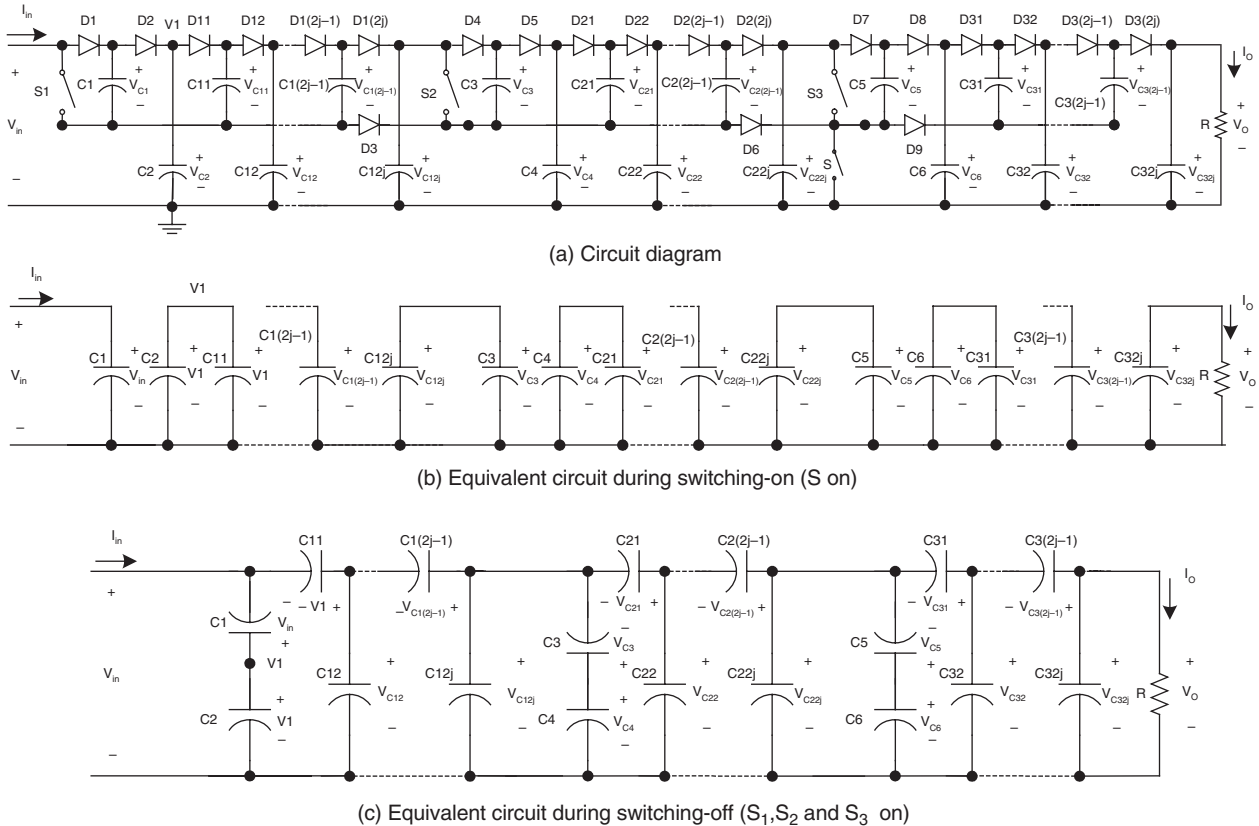 I_in D1 D2 V1 D11 D12 D1(2j–1) D1(2j) D4 D5 D21 D22 D2(2j–1) D2(2j) D7 D8 D31 D32 D3(2j–1) D3(2j)
+ S1 C1 + V_C1 – C11 + V_C11 – C1(2j–1) + V_C1(2j–1) – S2 C3 + V_C3 – C21 + V_C21 – C2(2j–1) + V_C2(2j–1) – S3 C5 + V_C5 – C31 + V_C31 – C3(2j–1) + V_C3(2j–1) – I_O
V_in D3 D6 S D9 R + V_O –
– C2 + V_C2 – C12 + V_C12 – C12j + V_C12j – C4 + V_C4 – C22 + V_C22 – C22j + V_C22j – C6 + V_C6 – C32 + V_C32 – C32j + V_C32j –
(a) Circuit diagram
I_in V1 I_O
+ C1 + C2 + C11 + C1(2j–1) + C12j + C3 + C4 + C21 + C2(2j–1) + C22j + C5 + C6 + C31 + C3(2j–1) + C32j + +
V_in V_in V1 V1 V_C1(2j–1) V_C12j V_C3 V_C4 V_C21 V_C2(2j–1) V_C22j V_C5 V_C6 V_C31 V_C3(2j–1) V_C32j R V_O
– – – – – – – – – – – – – – – – –
(b) Equivalent circuit during switching-on (S on)
I_in C11 C1(2j–1) C21 C2(2j–1) C31 C3(2j–1) I_O
+ – V1 + – V_C1(2j–1) + – V_C21 + – V_C2(2j–1) + – V_C31 + – V_C3(2j–1) +
C1 – V_in + C3 – V_C3 + C5 – V_C5 +
V_in V1 C12 + V_C12 – C12j + V_C12j – C22 + V_C22 – C22j + V_C22j – C32 + V_C32 – C32j + V_C32j – R + V_O –
– C2 + V1 – C4 + V_C4 – C6 + V_C6 –
(c) Equivalent circuit during switching-off (S₁,S₂ and S₃ on)